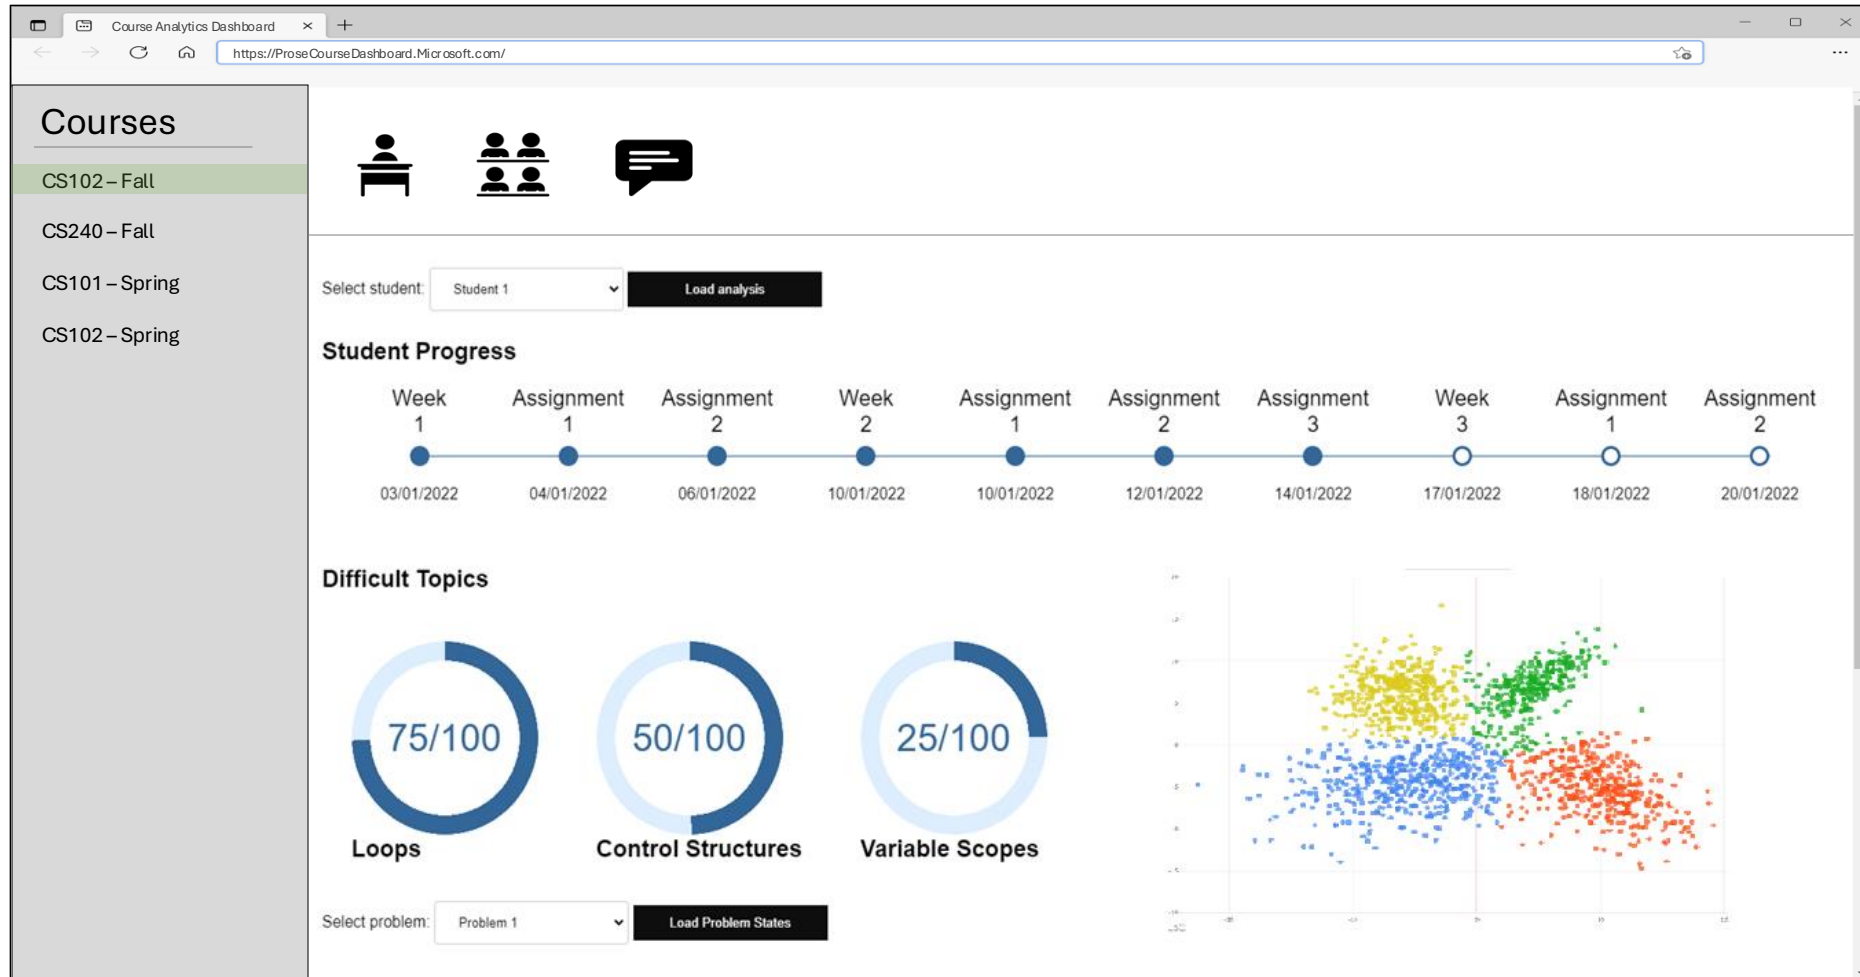 Course Analytics Dashboard
https://ProseCourseDashboard.Microsoft.com/
Courses
CS102 – Fall
CS240 – Fall
CS101 – Spring
CS102 – Spring
Select student: Student 1 Load analysis
Student Progress
Week Assignment Assignment Week Assignment Assignment Assignment Week Assignment Assignment
1 1 2 2 1 2 3 3 1 2
03/01/2022 04/01/2022 06/01/2022 10/01/2022 10/01/2022 12/01/2022 14/01/2022 17/01/2022 18/01/2022 20/01/2022
Difficult Topics
75/100 50/100 25/100
Loops Control Structures Variable Scopes
Select problem: Problem 1 Load Problem States